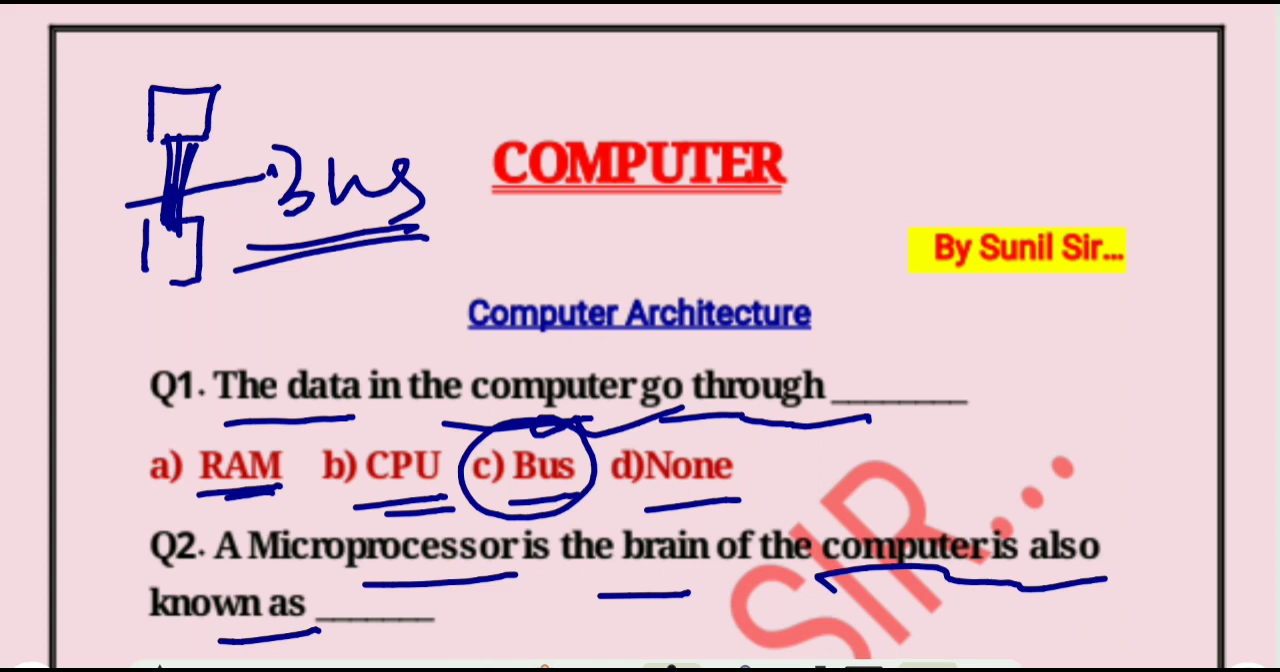 Bus
COMPUTER
By Sunil Sir...
Computer Architecture
Q1. The data in the computer go through ________
a) RAM b) CPU c) Bus d)None
Q2. A Microprocessor is the brain of the computer is also
known as _______
SIR...